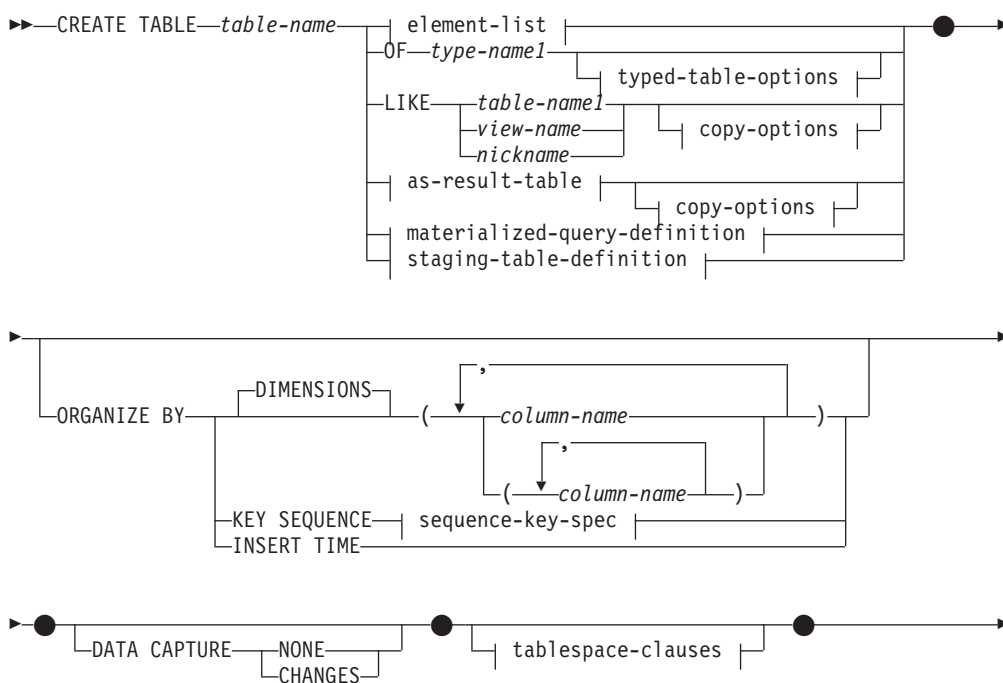 CREATE TABLE table-name element-list
OF type-name1
typed-table-options
LIKE table-name1
view-name copy-options
nickname
as-result-table
copy-options
materialized-query-definition
staging-table-definition
,
DIMENSIONS
ORGANIZE BY ( column-name )
,
( column-name )
KEY SEQUENCE sequence-key-spec
INSERT TIME
DATA CAPTURE NONE tablespace-clauses
CHANGES